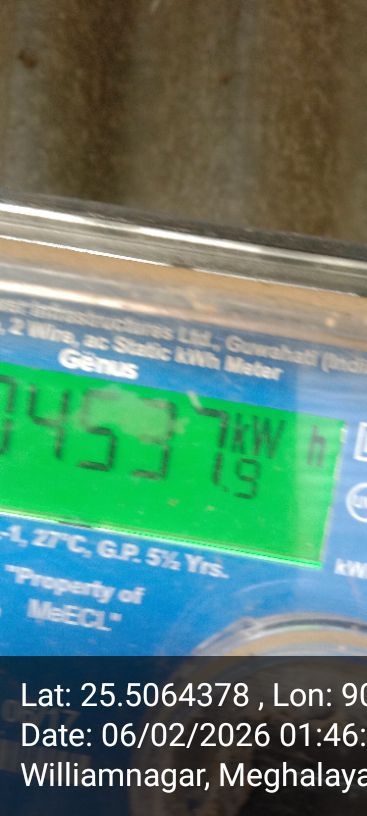 Infrastructures Ltd., Guwahati (India
, 2 Wire, ac Static kWh Meter
Genus
04537 kW h
1.9
-1, 27°C, G.P. 5½ Yrs.
"Property of
MeECL"
Lat: 25.5064378 , Lon: 90
Date: 06/02/2026 01:46:
Williamnagar, Meghalaya